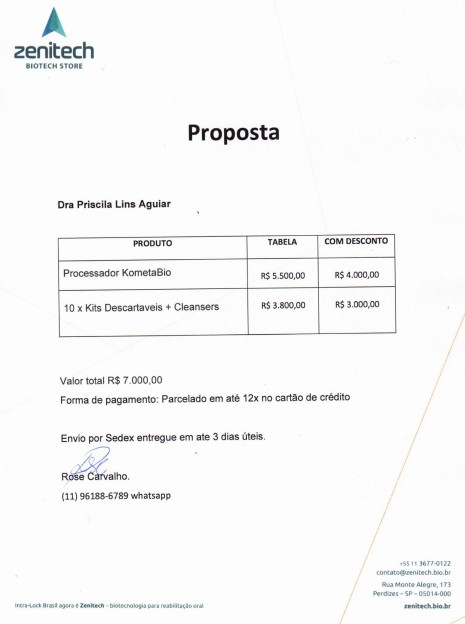 zenitech
BIOTECH STORE
Proposta
Dra Priscila Lins Aguiar
PRODUTO TABELA COM DESCONTO
Processador KometaBio R$ 5.500,00 R$ 4.000,00
10 x Kits Descartaveis + Cleansers R$ 3.800,00 R$ 3.000,00
Valor total R$ 7.000,00
Forma de pagamento: Parcelado em até 12x no cartão de crédito
Envio por Sedex entregue em ate 3 dias úteis.
Rose Carvalho.
(11) 96188-6789 whatsapp
+55 11 3677-0122
contato@zenitech.bio.br
Rua Monte Alegre, 173
Perdizes – SP – 05014-000
Intra-Lock Brasil agora é Zenitech – biotecnologia para reabilitação oral
zenitech.bio.br